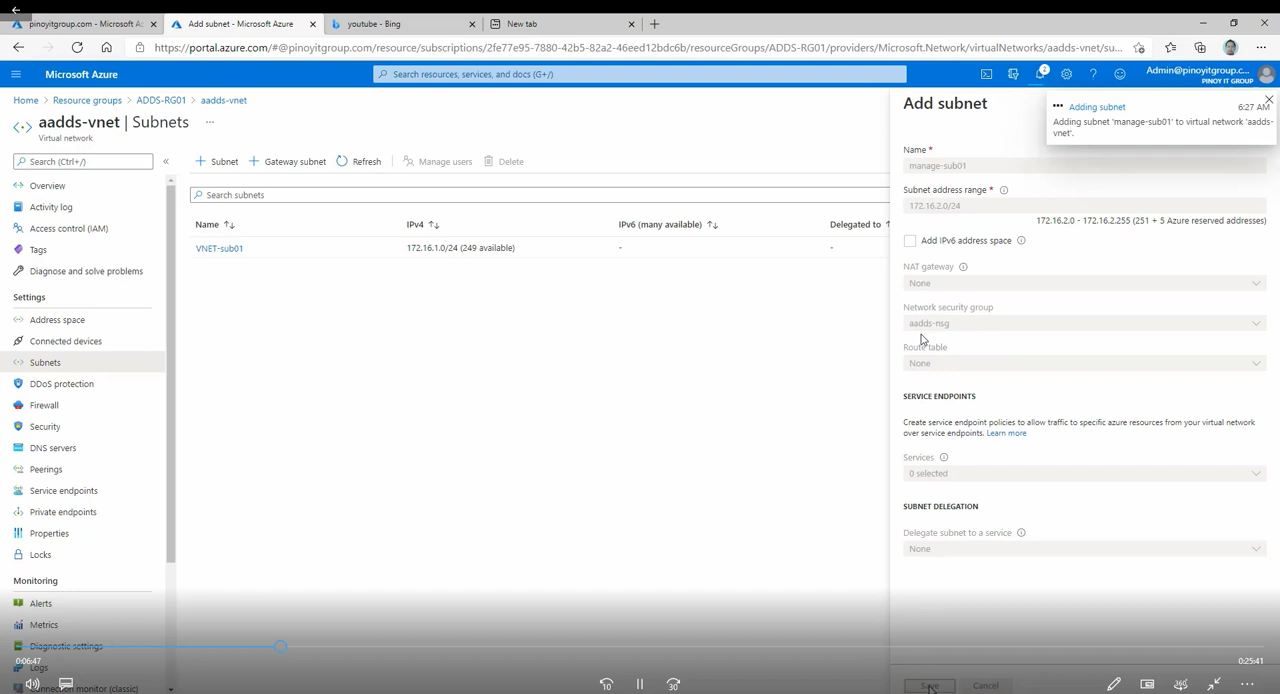 pinoyitgroup.com - Microsoft Az
Add subnet - Microsoft Azure
youtube - Bing
New tab
https://portal.azure.com/#@pinoyitgroup.com/resource/subscriptions/2fe77e95-7880-42b5-82a2-46eed12bdc6b/resourceGroups/ADDS-RG01/providers/Microsoft.Network/virtualNetworks/aadds-vnet/su...
Microsoft Azure
Search resources, services, and docs (G+/)
2
Admin@pinoyitgroup.c...
PINOY IT GROUP
Home > Resource groups > ADDS-RG01 > aadds-vnet
aadds-vnet | Subnets ...
Virtual network
Search (Ctrl+/)
«
Overview
Activity log
Access control (IAM)
Tags
Diagnose and solve problems
Settings
Address space
Connected devices
Subnets
DDoS protection
Firewall
Security
DNS servers
Peerings
Service endpoints
Private endpoints
Properties
Locks
Monitoring
Alerts
Metrics
Diagnostic settings
Logs
Connection monitor (classic)
+ Subnet + Gateway subnet Refresh Manage users Delete
Search subnets
Name IPv4 IPv6 (many available) Delegated to
VNET-sub01 172.16.1.0/24 (249 available) - -
Add subnet
Adding subnet 6:27 AM
Adding subnet 'manage-sub01' to virtual network 'aadds-
vnet'.
Name *
manage-sub01
Subnet address range *
172.16.2.0/24
172.16.2.0 - 172.16.2.255 (251 + 5 Azure reserved addresses)
Add IPv6 address space
NAT gateway
None
Network security group
aadds-nsg
Route table
None
SERVICE ENDPOINTS
Create service endpoint policies to allow traffic to specific azure resources from your virtual network
over service endpoints. Learn more
Services
0 selected
SUBNET DELEGATION
Delegate subnet to a service
None
Save Cancel
0:06:47
0:25:41
10
30
360